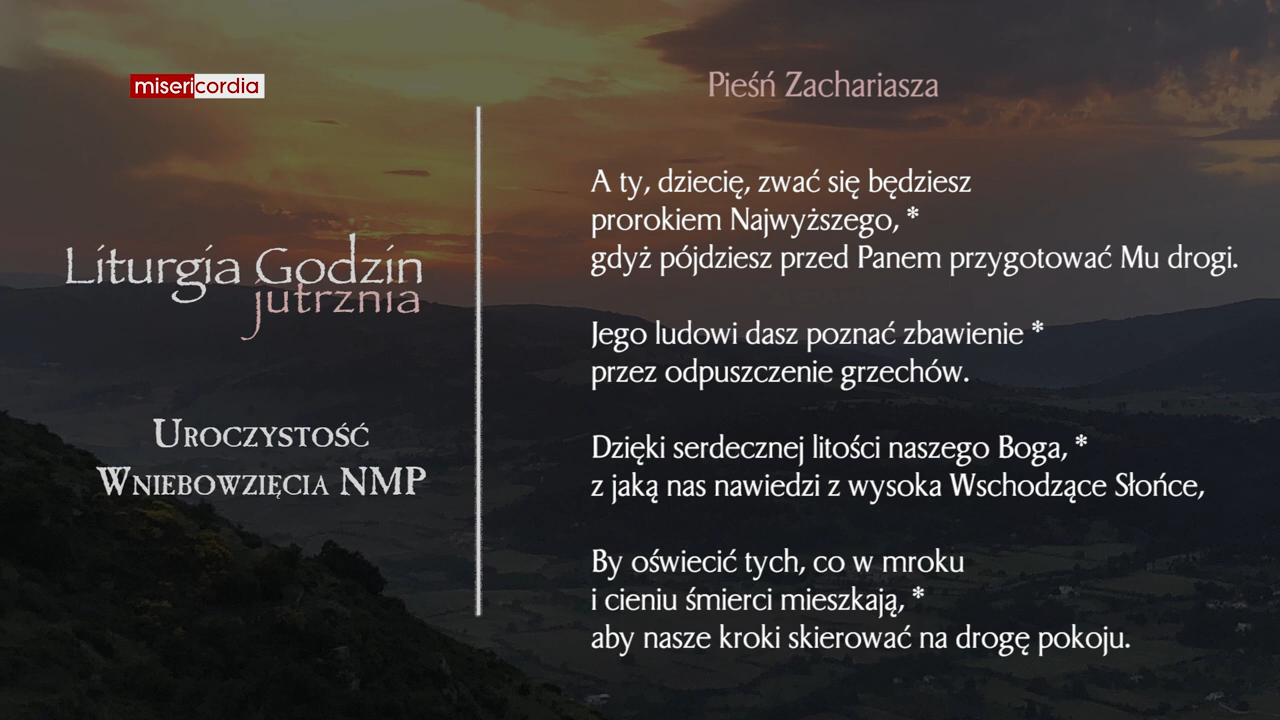 misericordia
Liturgia Godzin
jutrznia
Uroczystość
Wniebowzięcia NMP
Pieśń Zachariasza
A ty, dziecię, zwać się będziesz
prorokiem Najwyższego, *
gdyż pójdziesz przed Panem przygotować Mu drogi.
Jego ludowi dasz poznać zbawienie *
przez odpuszczenie grzechów.
Dzięki serdecznej litości naszego Boga, *
z jaką nas nawiedzi z wysoka Wschodzące Słońce,
By oświecić tych, co w mroku
i cieniu śmierci mieszkają, *
aby nasze kroki skierować na drogę pokoju.